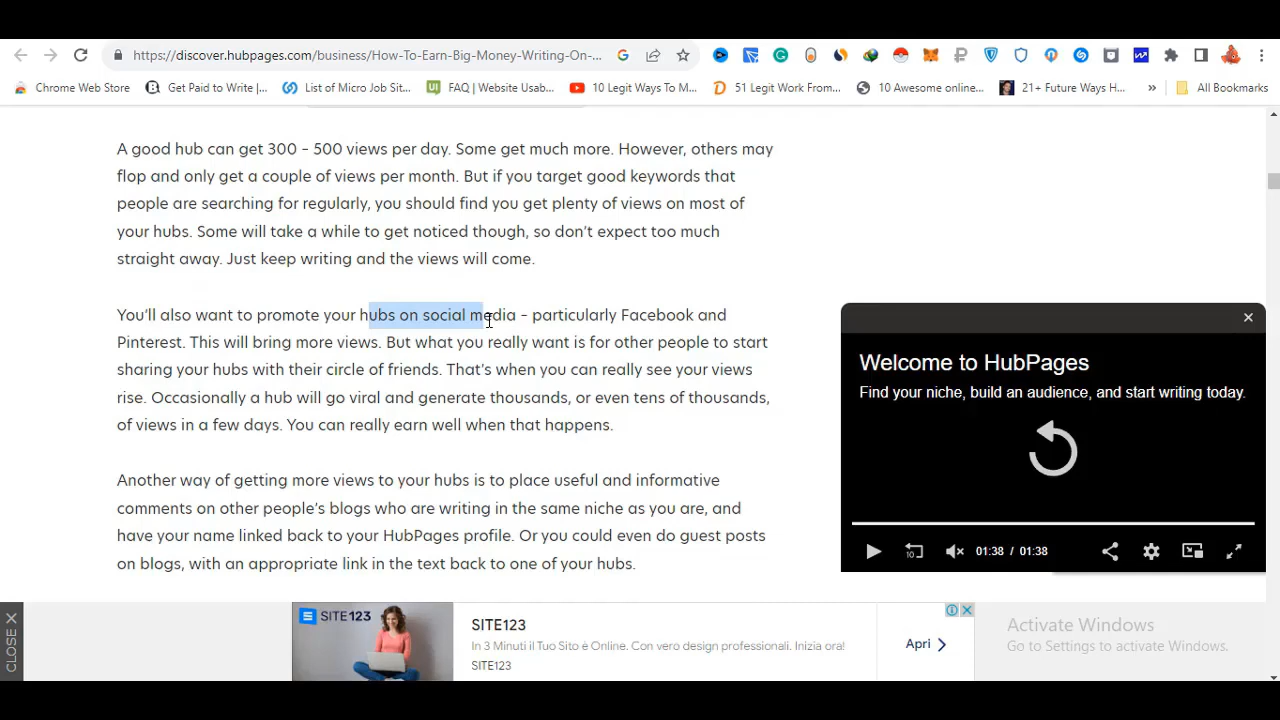 https://discover.hubpages.com/business/How-To-Earn-Big-Money-Writing-On-...
Chrome Web Store
Get Paid to Write |...
List of Micro Job Sit...
FAQ | Website Usab...
10 Legit Ways To M...
51 Legit Work From...
10 Awesome online...
21+ Future Ways H...
»
All Bookmarks
A good hub can get 300 – 500 views per day. Some get much more. However, others may
flop and only get a couple of views per month. But if you target good keywords that
people are searching for regularly, you should find you get plenty of views on most of
your hubs. Some will take a while to get noticed though, so don’t expect too much
straight away. Just keep writing and the views will come.
You’ll also want to promote your hubs on social media – particularly Facebook and
Pinterest. This will bring more views. But what you really want is for other people to start
sharing your hubs with their circle of friends. That’s when you can really see your views
rise. Occasionally a hub will go viral and generate thousands, or even tens of thousands,
of views in a few days. You can really earn well when that happens.
Another way of getting more views to your hubs is to place useful and informative
comments on other people’s blogs who are writing in the same niche as you are, and
have your name linked back to your HubPages profile. Or you could even do guest posts
on blogs, with an appropriate link in the text back to one of your hubs.
Welcome to HubPages
Find your niche, build an audience, and start writing today.
10
01:38 / 01:38
CLOSE X
SITE123
SITE123
In 3 Minuti il Tuo Sito è Online. Con vero design professionali. Inizia ora!
SITE123
Apri
Activate Windows
Go to Settings to activate Windows.